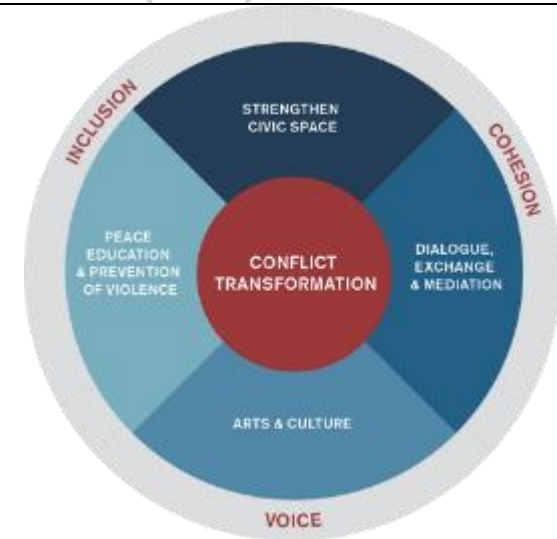 INCLUSION
COHESION
STRENGTHEN
CIVIC SPACE
PEACE
EDUCATION
& PREVENTION
OF VIOLENCE
CONFLICT
TRANSFORMATION
DIALOGUE,
EXCHANGE
& MEDIATION
ARTS & CULTURE
VOICE